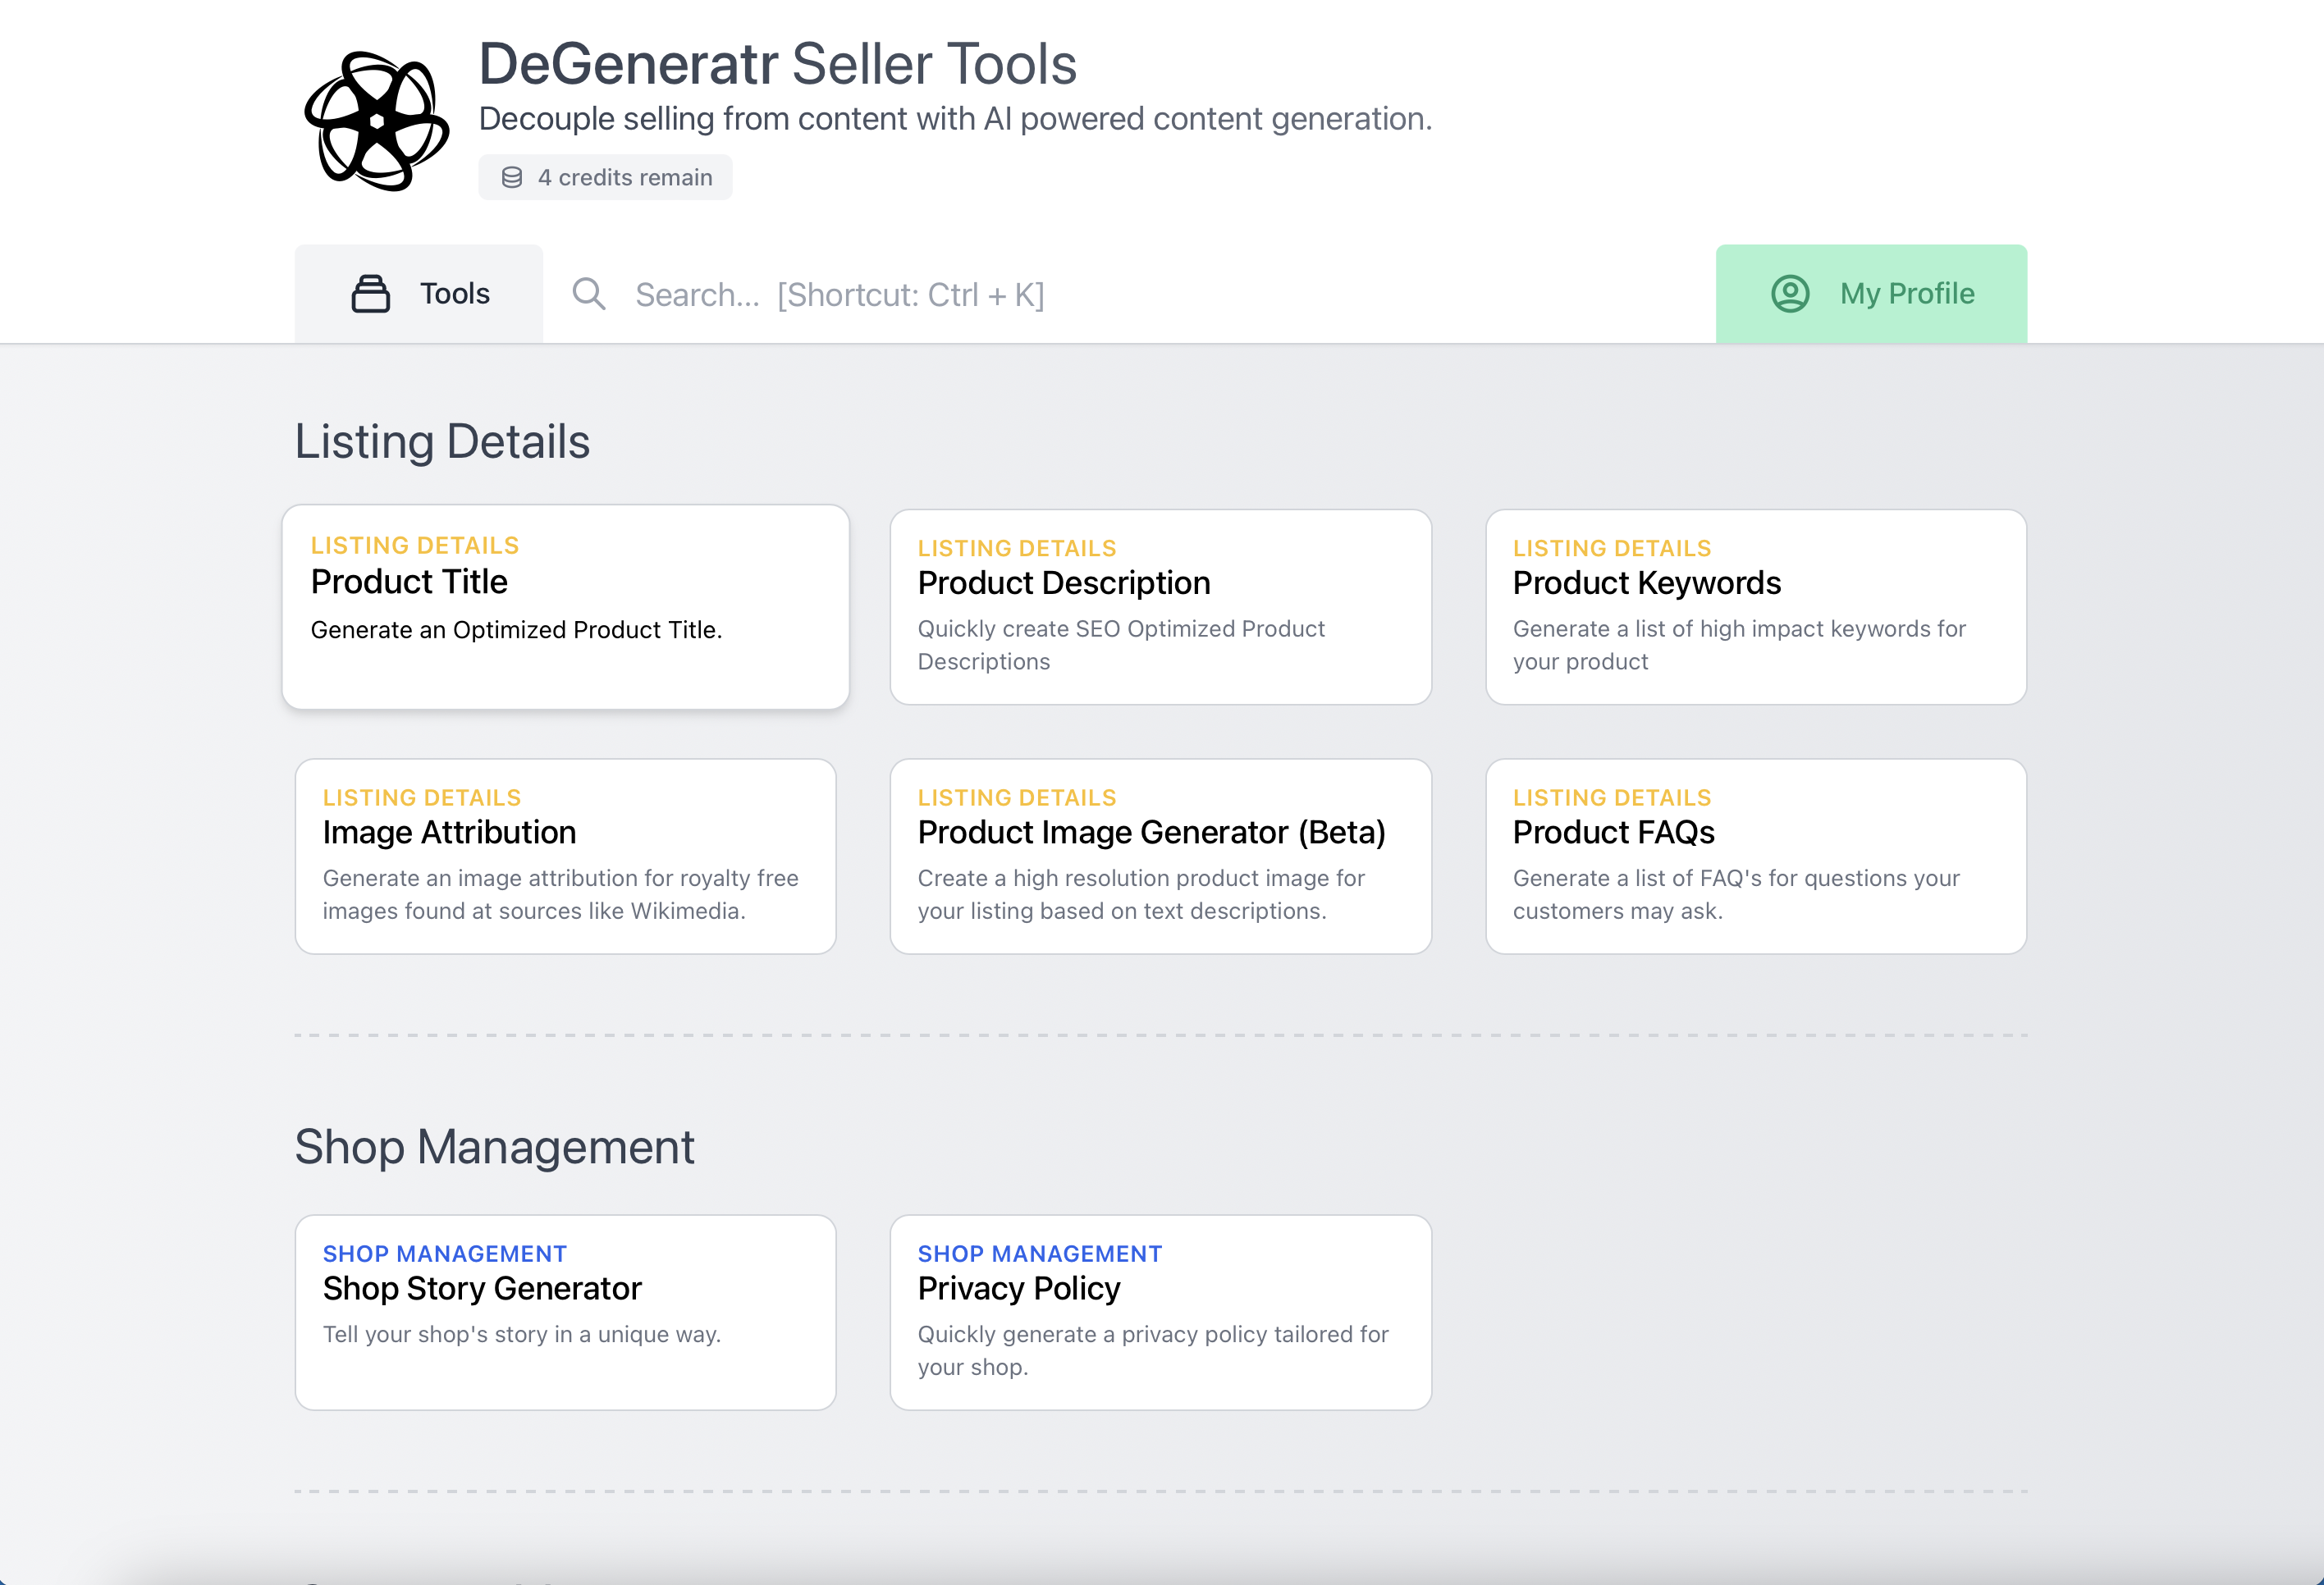 DeGeneratr Seller Tools
Decouple selling from content with AI powered content generation.
4 credits remain
Tools
Search... [Shortcut: Ctrl + K]
My Profile
Listing Details
LISTING DETAILS
Product Title
Generate an Optimized Product Title.
LISTING DETAILS
Product Description
Quickly create SEO Optimized Product
Descriptions
LISTING DETAILS
Product Keywords
Generate a list of high impact keywords for
your product
LISTING DETAILS
Image Attribution
Generate an image attribution for royalty free
images found at sources like Wikimedia.
LISTING DETAILS
Product Image Generator (Beta)
Create a high resolution product image for
your listing based on text descriptions.
LISTING DETAILS
Product FAQs
Generate a list of FAQ's for questions your
customers may ask.
Shop Management
SHOP MANAGEMENT
Shop Story Generator
Tell your shop's story in a unique way.
SHOP MANAGEMENT
Privacy Policy
Quickly generate a privacy policy tailored for
your shop.